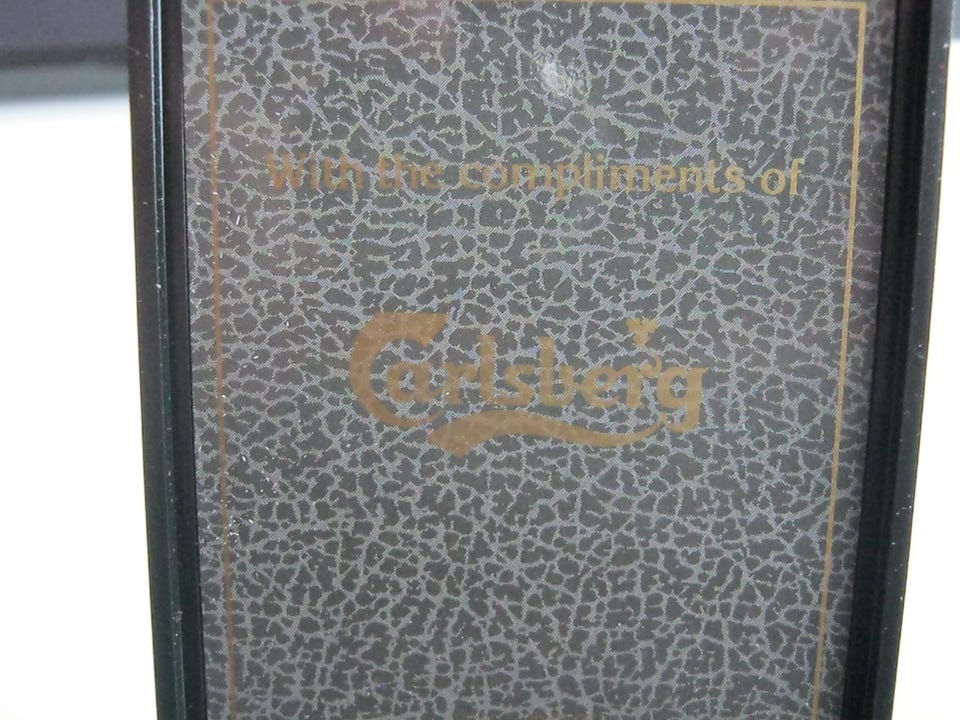 With the compliments of
Carlsberg